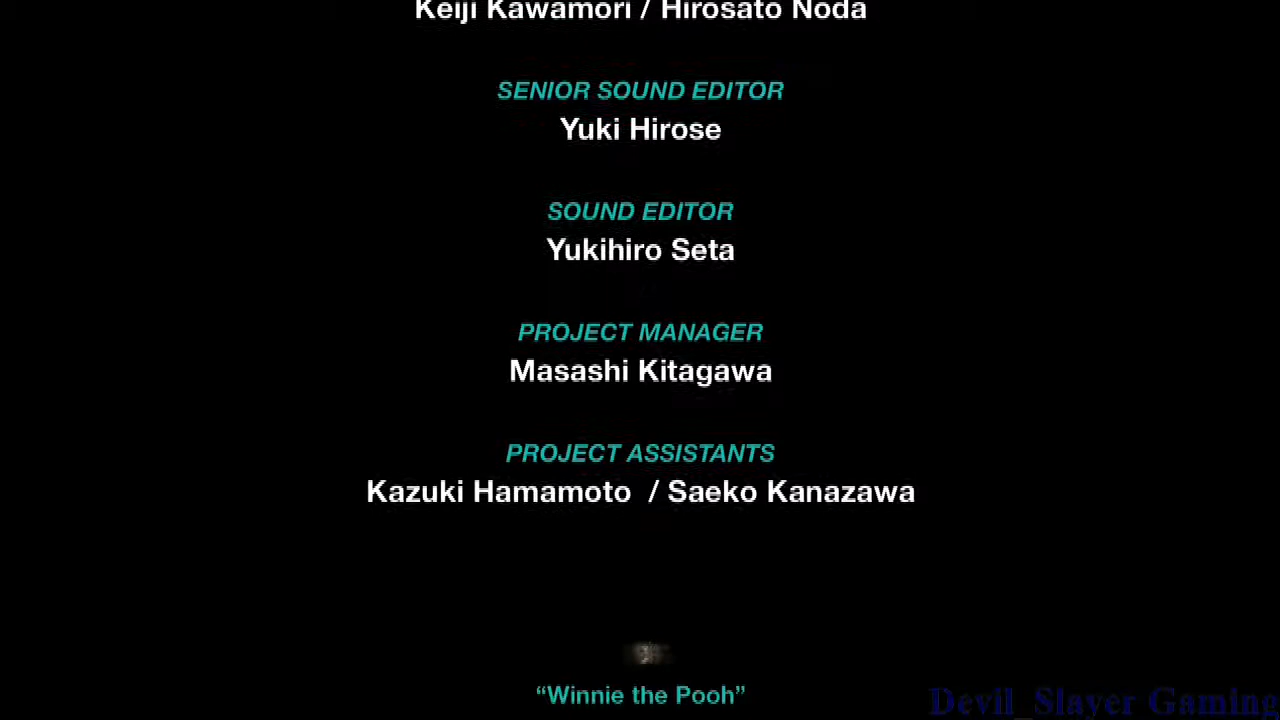 Keiji Kawamori / Hirosato Noda
SENIOR SOUND EDITOR
Yuki Hirose
SOUND EDITOR
Yukihiro Seta
PROJECT MANAGER
Masashi Kitagawa
PROJECT ASSISTANTS
Kazuki Hamamoto / Saeko Kanazawa
“Winnie the Pooh”
Devil_Slayer Gaming